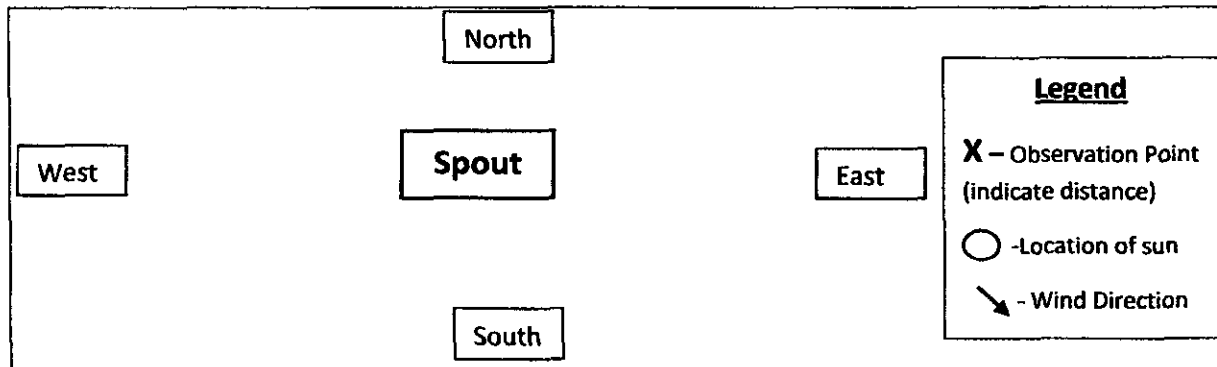 North
Legend
West
Spout
East
X – Observation Point
(indicate distance)
-Location of sun
- Wind Direction
South